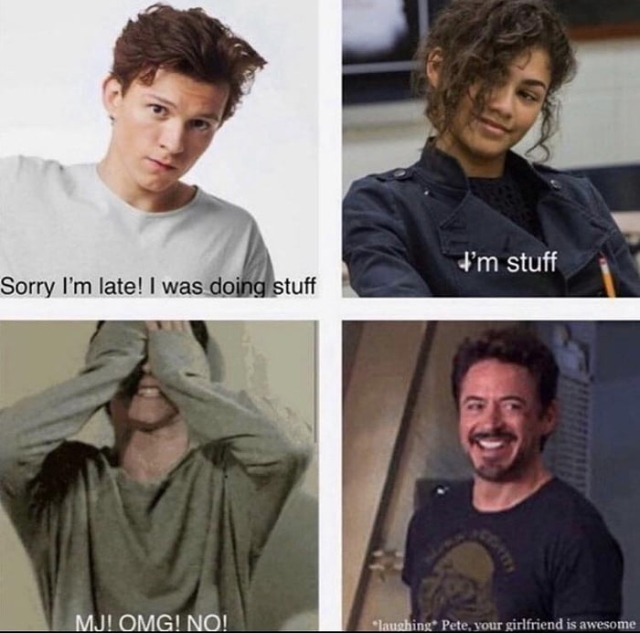 Sorry I'm late! I was doing stuff
I'm stuff
MJ! OMG! NO!
*laughing* Pete, your girlfriend is awesome